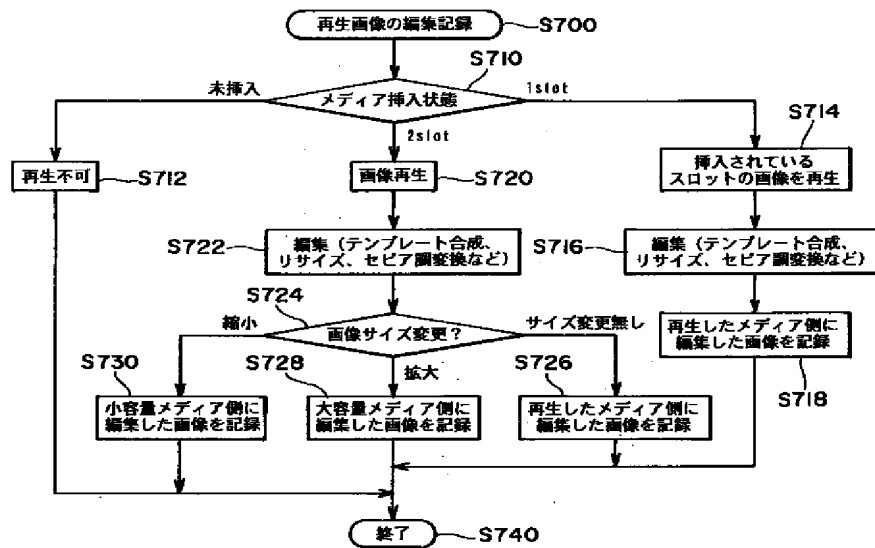 再生画像の編集記録
S700
S710
メディア挿入状態
未挿入
1slot
2slot
S714
再生不可
S712
画像再生
S720
挿入されている
スロットの画像を再生
S722
編集（テンプレート合成、
リサイズ、セピア調変換など）
S716
編集（テンプレート合成、
リサイズ、セピア調変換など）
S724
画像サイズ変更？
縮小
サイズ変更無し
拡大
再生したメディア側に
編集した画像を記録
S718
S730
小容量メディア側に
編集した画像を記録
S728
大容量メディア側に
編集した画像を記録
S726
再生したメディア側に
編集した画像を記録
終了
S740